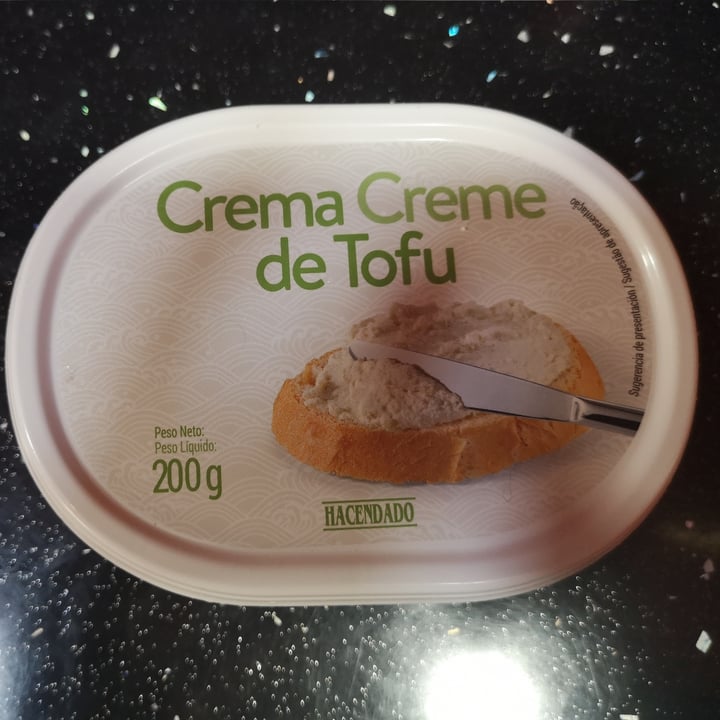 Crema Creme
de Tofu
Sugerencia de presentación / Sugestão de apresentação
Peso Neto:
Peso Líquido:
200 g
HACENDADO